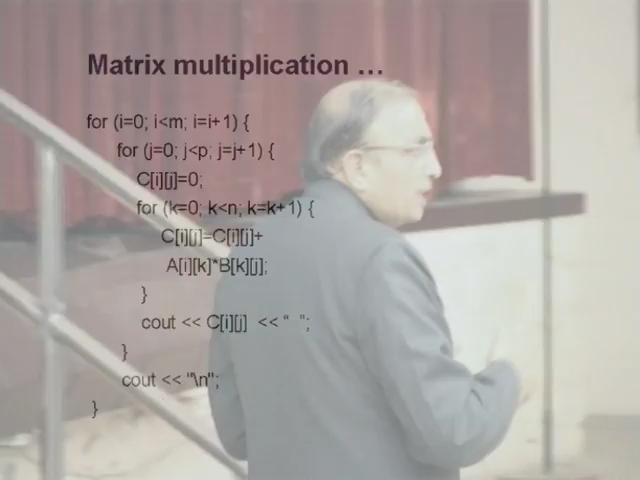 Matrix multiplication …
for (i=0; i<m; i=i+1) {
for (j=0; j<p; j=j+1) {
C[i][j]=0;
for (k=0; k<n; k=k+1) {
C[i][j]=C[i][j]+
A[i][k]*B[k][j];
}
cout << C[i][j] << “ ”;
}
cout << "\n";
}